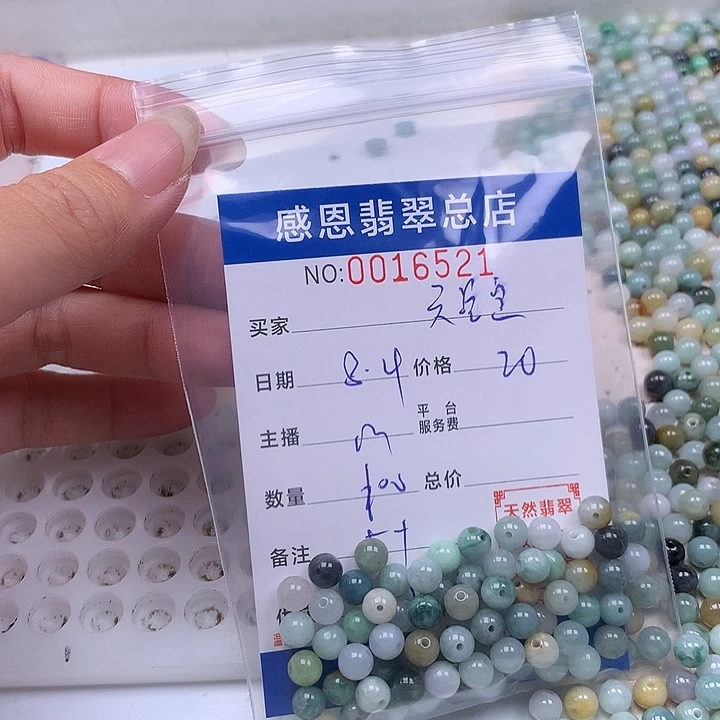 感恩翡翠总店
NO:0016521
买家
日期 8.4 价格 20
主播
平台服务费
数量 100 总价
天然翡翠
备注